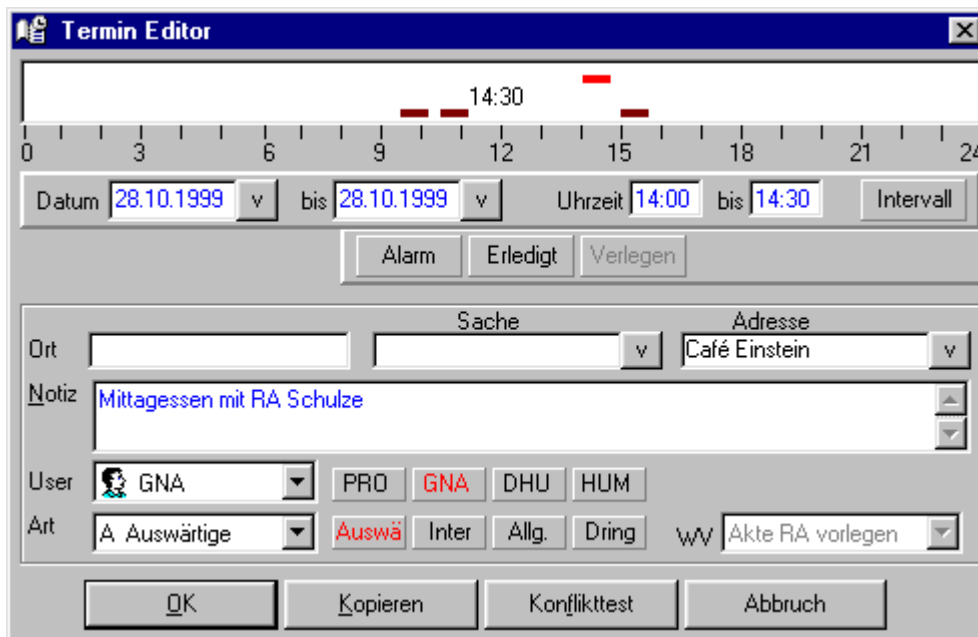 Termin Editor
14:30
0 3 6 9 12 15 18 21 24
Datum 28.10.1999 v bis 28.10.1999 v Uhrzeit 14:00 bis 14:30 Intervall
Alarm Erledigt Verlegen
Sache Adresse
Ort v Café Einstein v
Notiz Mittagessen mit RA Schulze
User GNA PRO GNA DHU HUM
Art A Auswärtige Auswä Inter Allg. Dring WV Akte RA vorlegen
OK Kopieren Konflikttest Abbruch